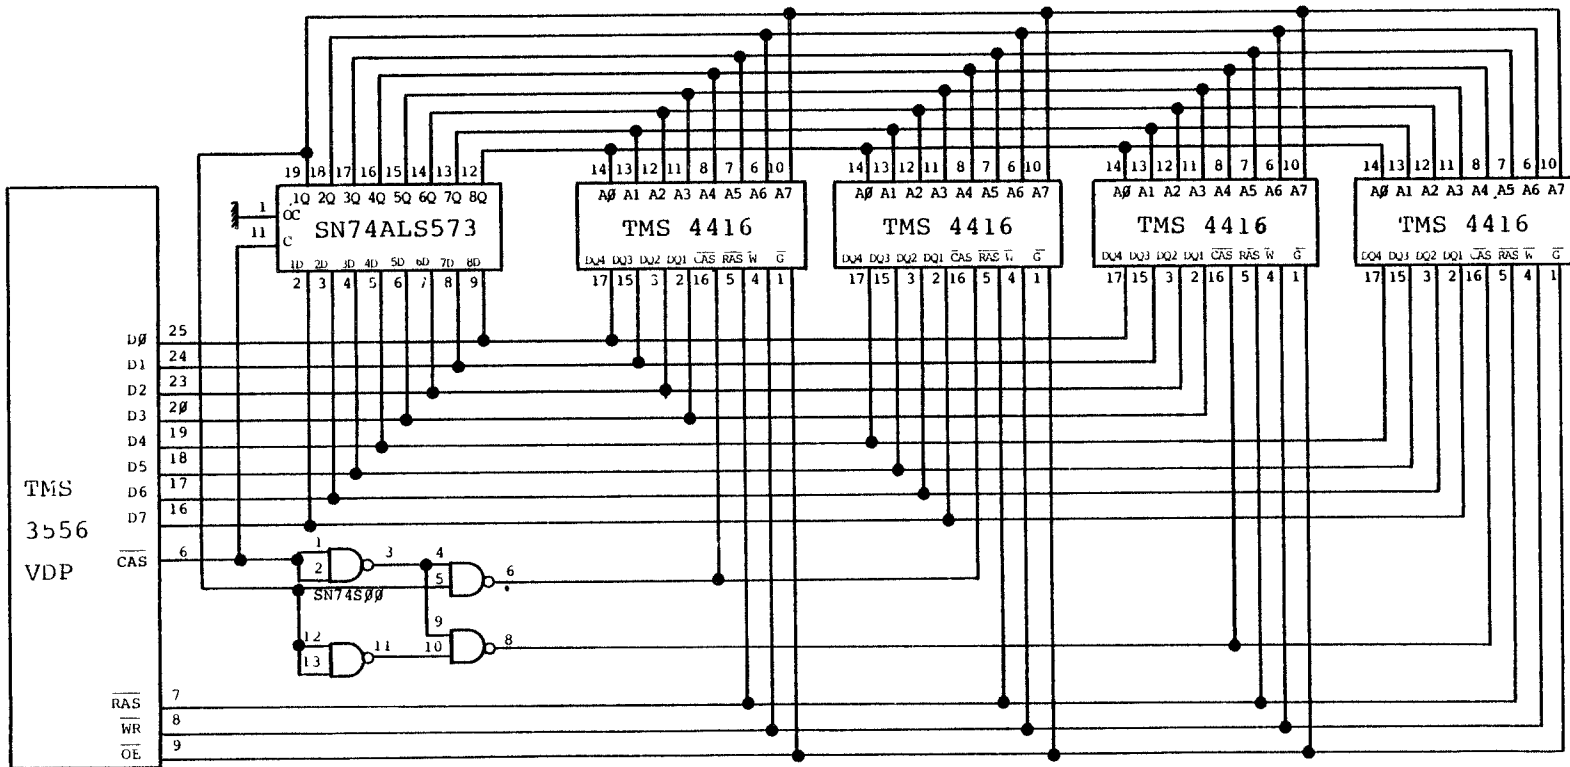 19 18 17 16 15 14 13 12
1Q 2Q 3Q 4Q 5Q 6Q 7Q 8Q
1 OC
11 C
SN74ALS573
1D 2D 3D 4D 5D 6D 7D 8D
2 3 4 5 6 7 8 9
14 13 12 11 8 7 6 10
AØ A1 A2 A3 A4 A5 A6 A7
TMS 4416
DQ4 DQ3 DQ2 DQ1 CAS RAS W G
17 15 3 2 16 5 4 1
14 13 12 11 8 7 6 10
AØ A1 A2 A3 A4 A5 A6 A7
TMS 4416
DQ4 DQ3 DQ2 DQ1 CAS RAS W G
17 15 3 2 16 5 4 1
14 13 12 11 8 7 6 10
AØ A1 A2 A3 A4 A5 A6 A7
TMS 4416
DQ4 DQ3 DQ2 DQ1 CAS RAS W G
17 15 3 2 16 5 4 1
14 13 12 11 8 7 6 10
AØ A1 A2 A3 A4 A5 A6 A7
TMS 4416
DQ4 DQ3 DQ2 DQ1 CAS RAS W G
17 15 3 2 16 5 4 1
DØ 25
D1 24
D2 23
D3 2Ø
D4 19
D5 18
D6 17
D7 16
TMS
3556
VDP
CAS 6
1
2
3
SN74SØØ
4
5
6
9
10
8
12
13
11
RAS 7
WR 8
OE 9